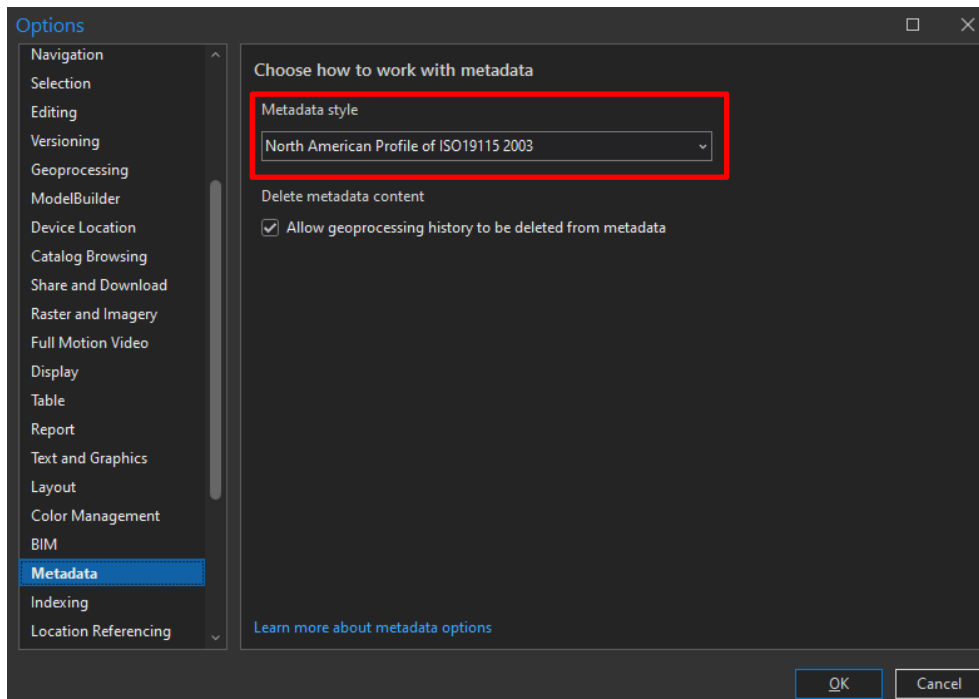 Options
Navigation
Selection
Editing
Versioning
Geoprocessing
ModelBuilder
Device Location
Catalog Browsing
Share and Download
Raster and Imagery
Full Motion Video
Display
Table
Report
Text and Graphics
Layout
Color Management
BIM
Metadata
Indexing
Location Referencing
Choose how to work with metadata
Metadata style
North American Profile of ISO19115 2003
Delete metadata content
Allow geoprocessing history to be deleted from metadata
Learn more about metadata options
OK
Cancel